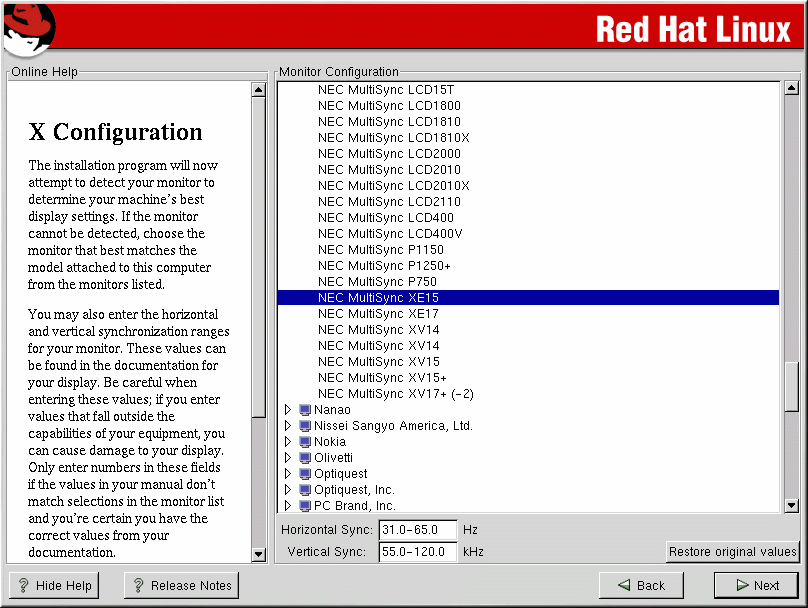 Red Hat Linux
Online Help
X Configuration
The installation program will now
attempt to detect your monitor to
determine your machine's best
display settings. If the monitor
cannot be detected, choose the
monitor that best matches the
model attached to this computer
from the monitors listed.
You may also enter the horizontal
and vertical synchronization ranges
for your monitor. These values can
be found in the documentation for
your display. Be careful when
entering these values; if you enter
values that fall outside the
capabilities of your equipment, you
can cause damage to your display.
Only enter numbers in these fields
if the values in your manual don't
match selections in the monitor list
and you're certain you have the
correct values from your
documentation.
Monitor Configuration
NEC MultiSync LCD15T
NEC MultiSync LCD1800
NEC MultiSync LCD1810
NEC MultiSync LCD1810X
NEC MultiSync LCD2000
NEC MultiSync LCD2010
NEC MultiSync LCD2010X
NEC MultiSync LCD2110
NEC MultiSync LCD400
NEC MultiSync LCD400V
NEC MultiSync P1150
NEC MultiSync P1250+
NEC MultiSync P750
NEC MultiSync XE15
NEC MultiSync XE17
NEC MultiSync XV14
NEC MultiSync XV14
NEC MultiSync XV15
NEC MultiSync XV15+
NEC MultiSync XV17+ (-2)
Nanao
Nissei Sangyo America, Ltd.
Nokia
Olivetti
Optiquest
Optiquest, Inc.
PC Brand, Inc.
Horizontal Sync: 31.0-65.0 Hz
Vertical Sync: 55.0-120.0 kHz
Restore original values
? Hide Help
? Release Notes
Back
Next